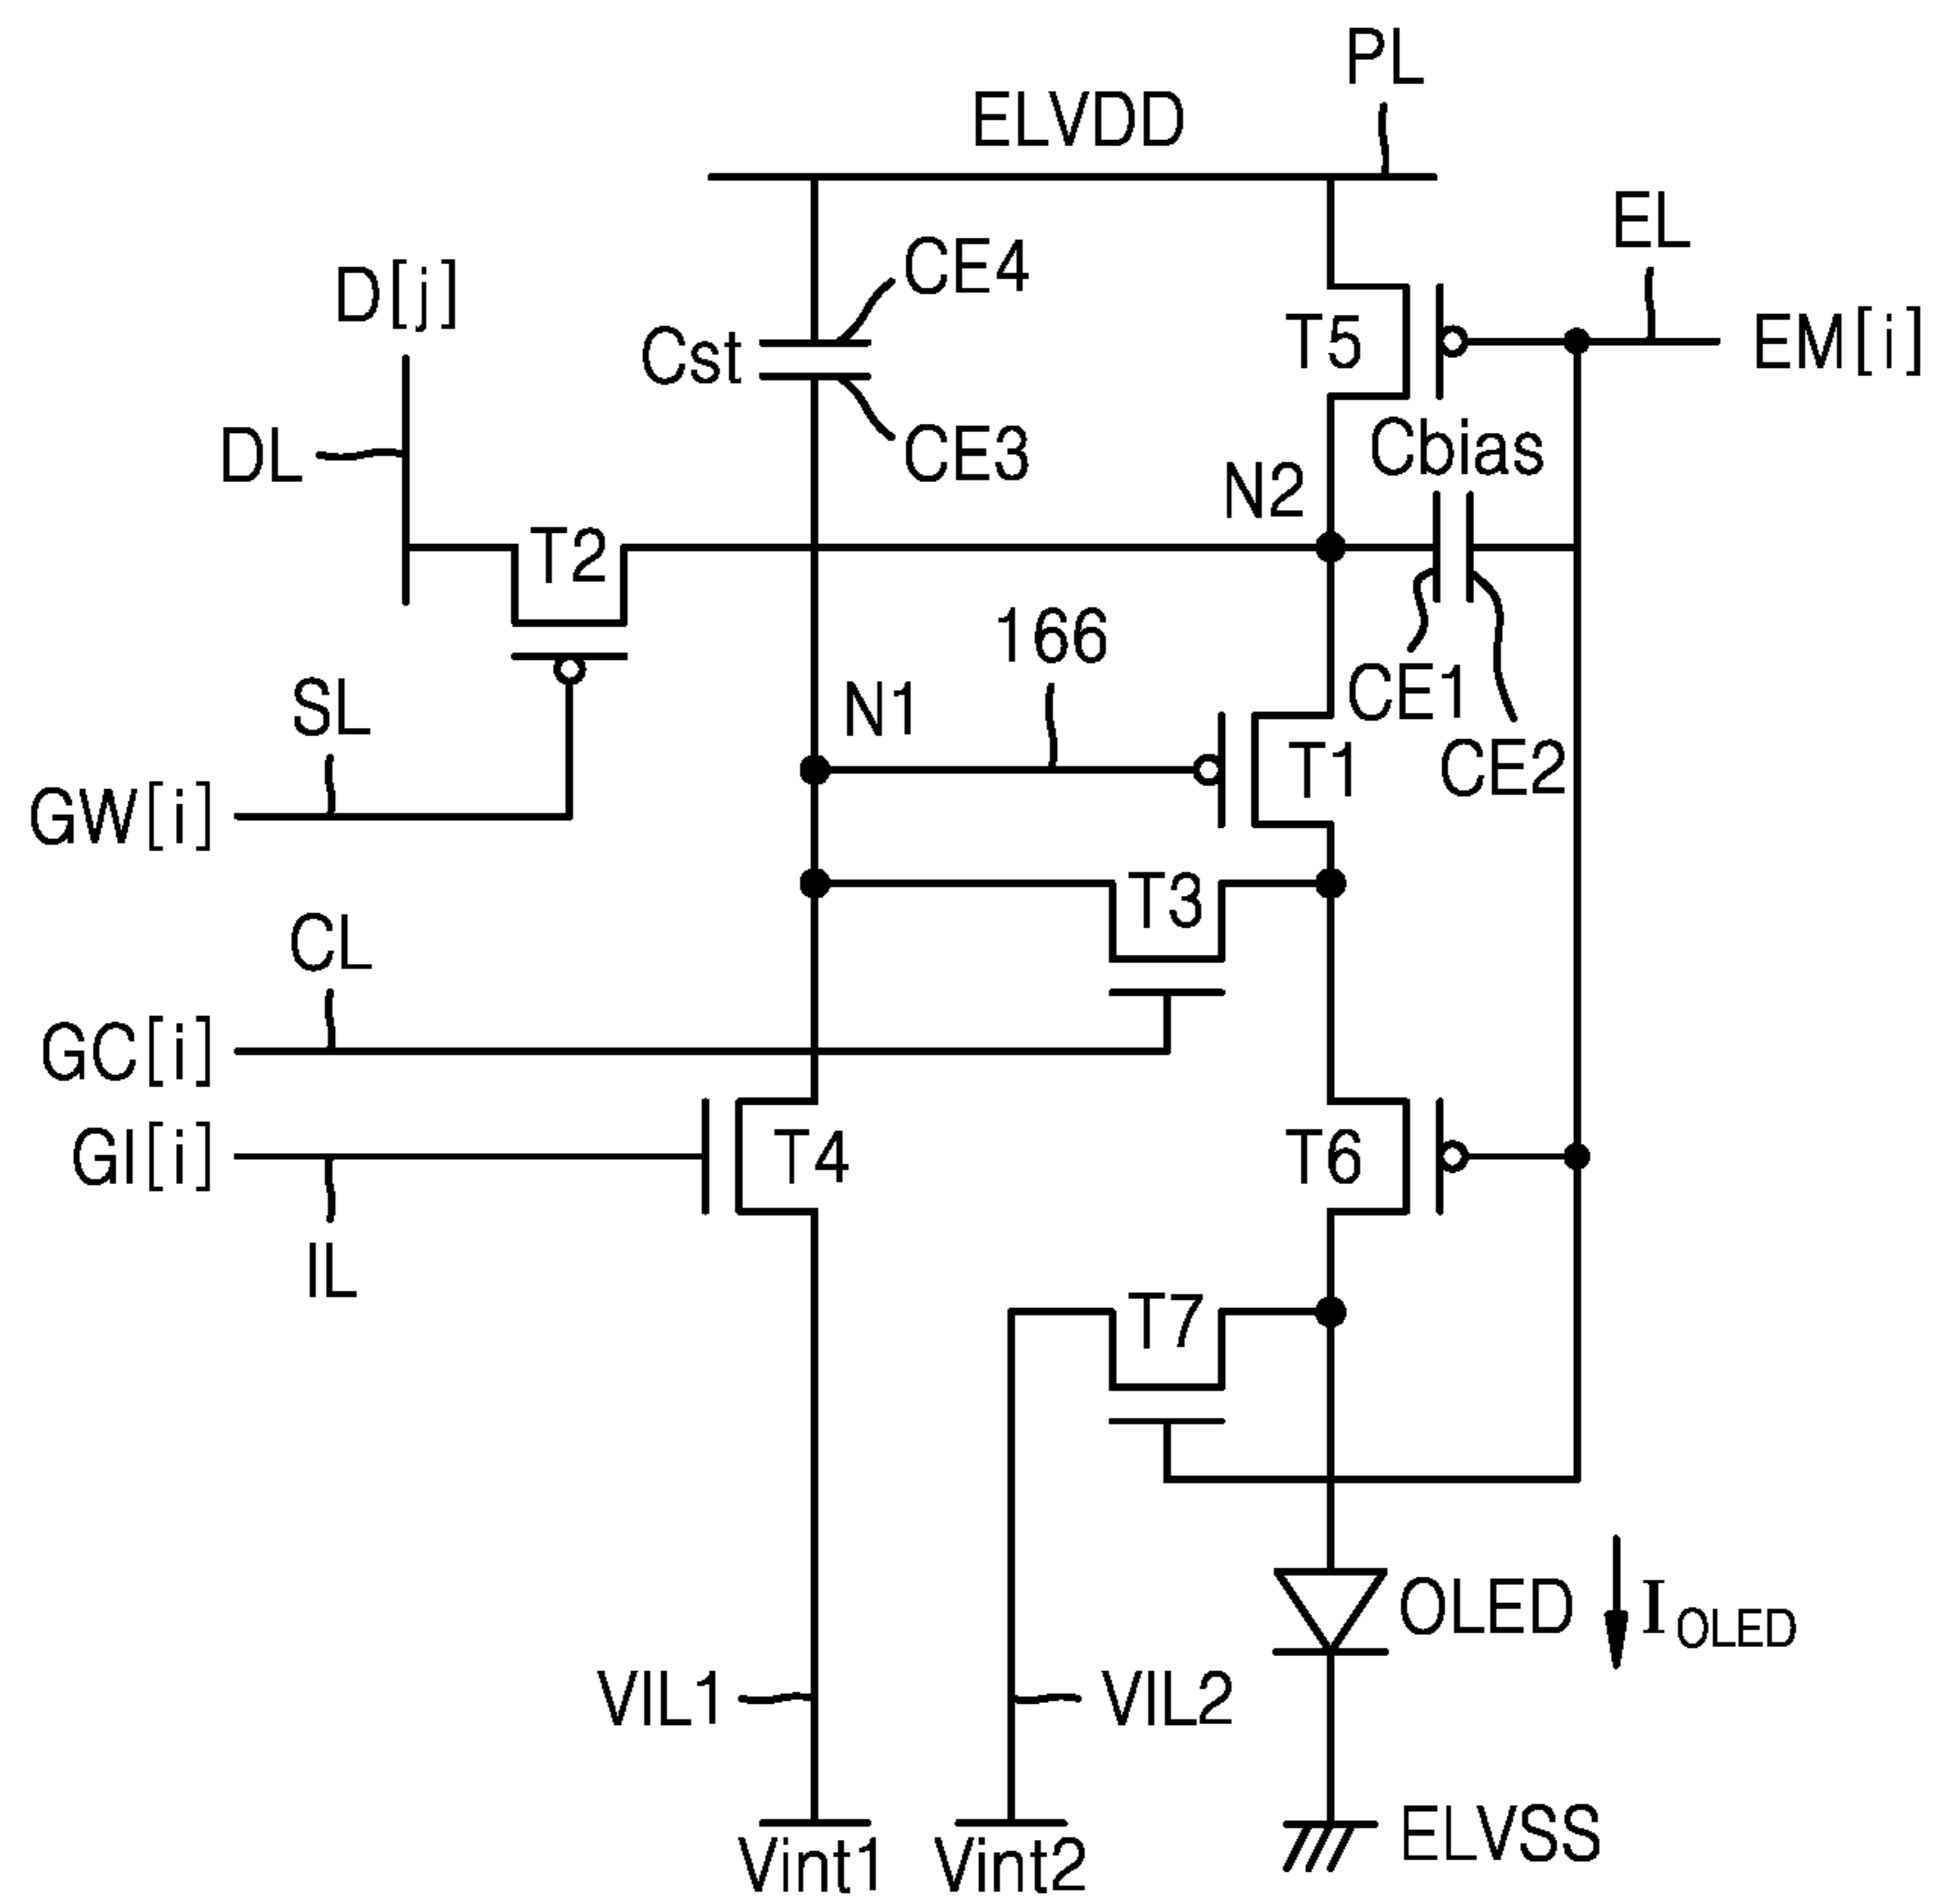 PL
ELVDD
EL
CE4
D[j]
Cst
T5
EM[i]
CE3
Cbias
DL
N2
T2
166
CE1
SL
N1
T1
CE2
GW[i]
T3
CL
GC[i]
GI[i]
T4
T6
IL
T7
OLED
I OLED
VIL1
VIL2
ELVSS
Vint1
Vint2